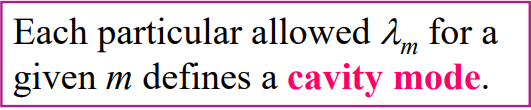 Each particular allowed λₘ for a
given m defines a cavity mode.